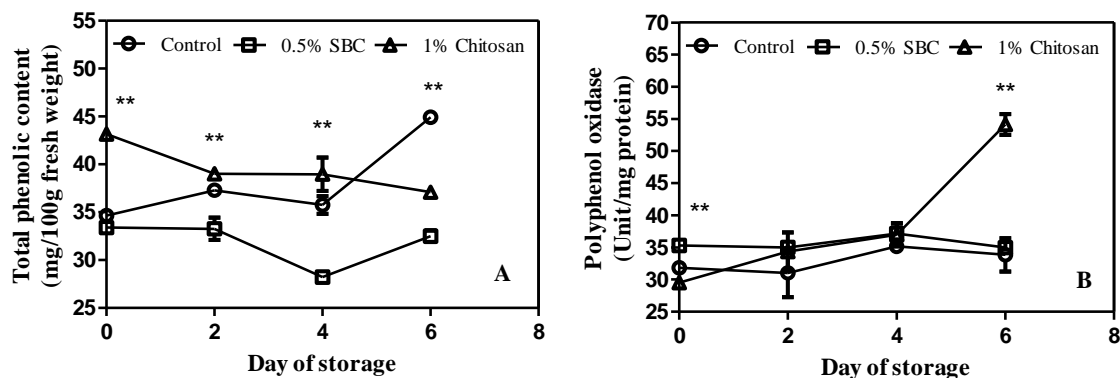 55
50
45
40
35
30
25
Total phenolic content
(mg/100g fresh weight)
Control 0.5% SBC 1% Chitosan
**
**
**
**
A
0 2 4 6 8
Day of storage
70
65
60
55
50
45
40
35
30
25
Polyphenol oxidase
(Unit/mg protein)
Control 0.5% SBC 1% Chitosan
**
**
B
0 2 4 6 8
Day of storage